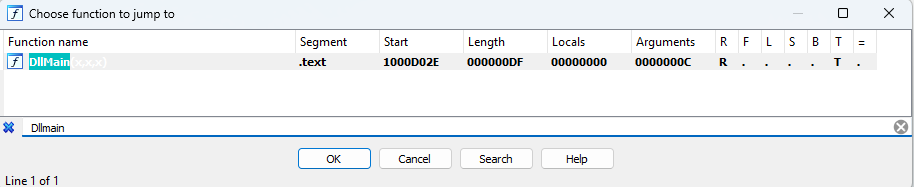 Choose function to jump to
Function name Segment Start Length Locals Arguments R F L S B T =
DllMain(x,x,x) .text 1000D02E 000000DF 00000000 0000000C R . . . . T .
Dllmain
OK Cancel Search Help
Line 1 of 1